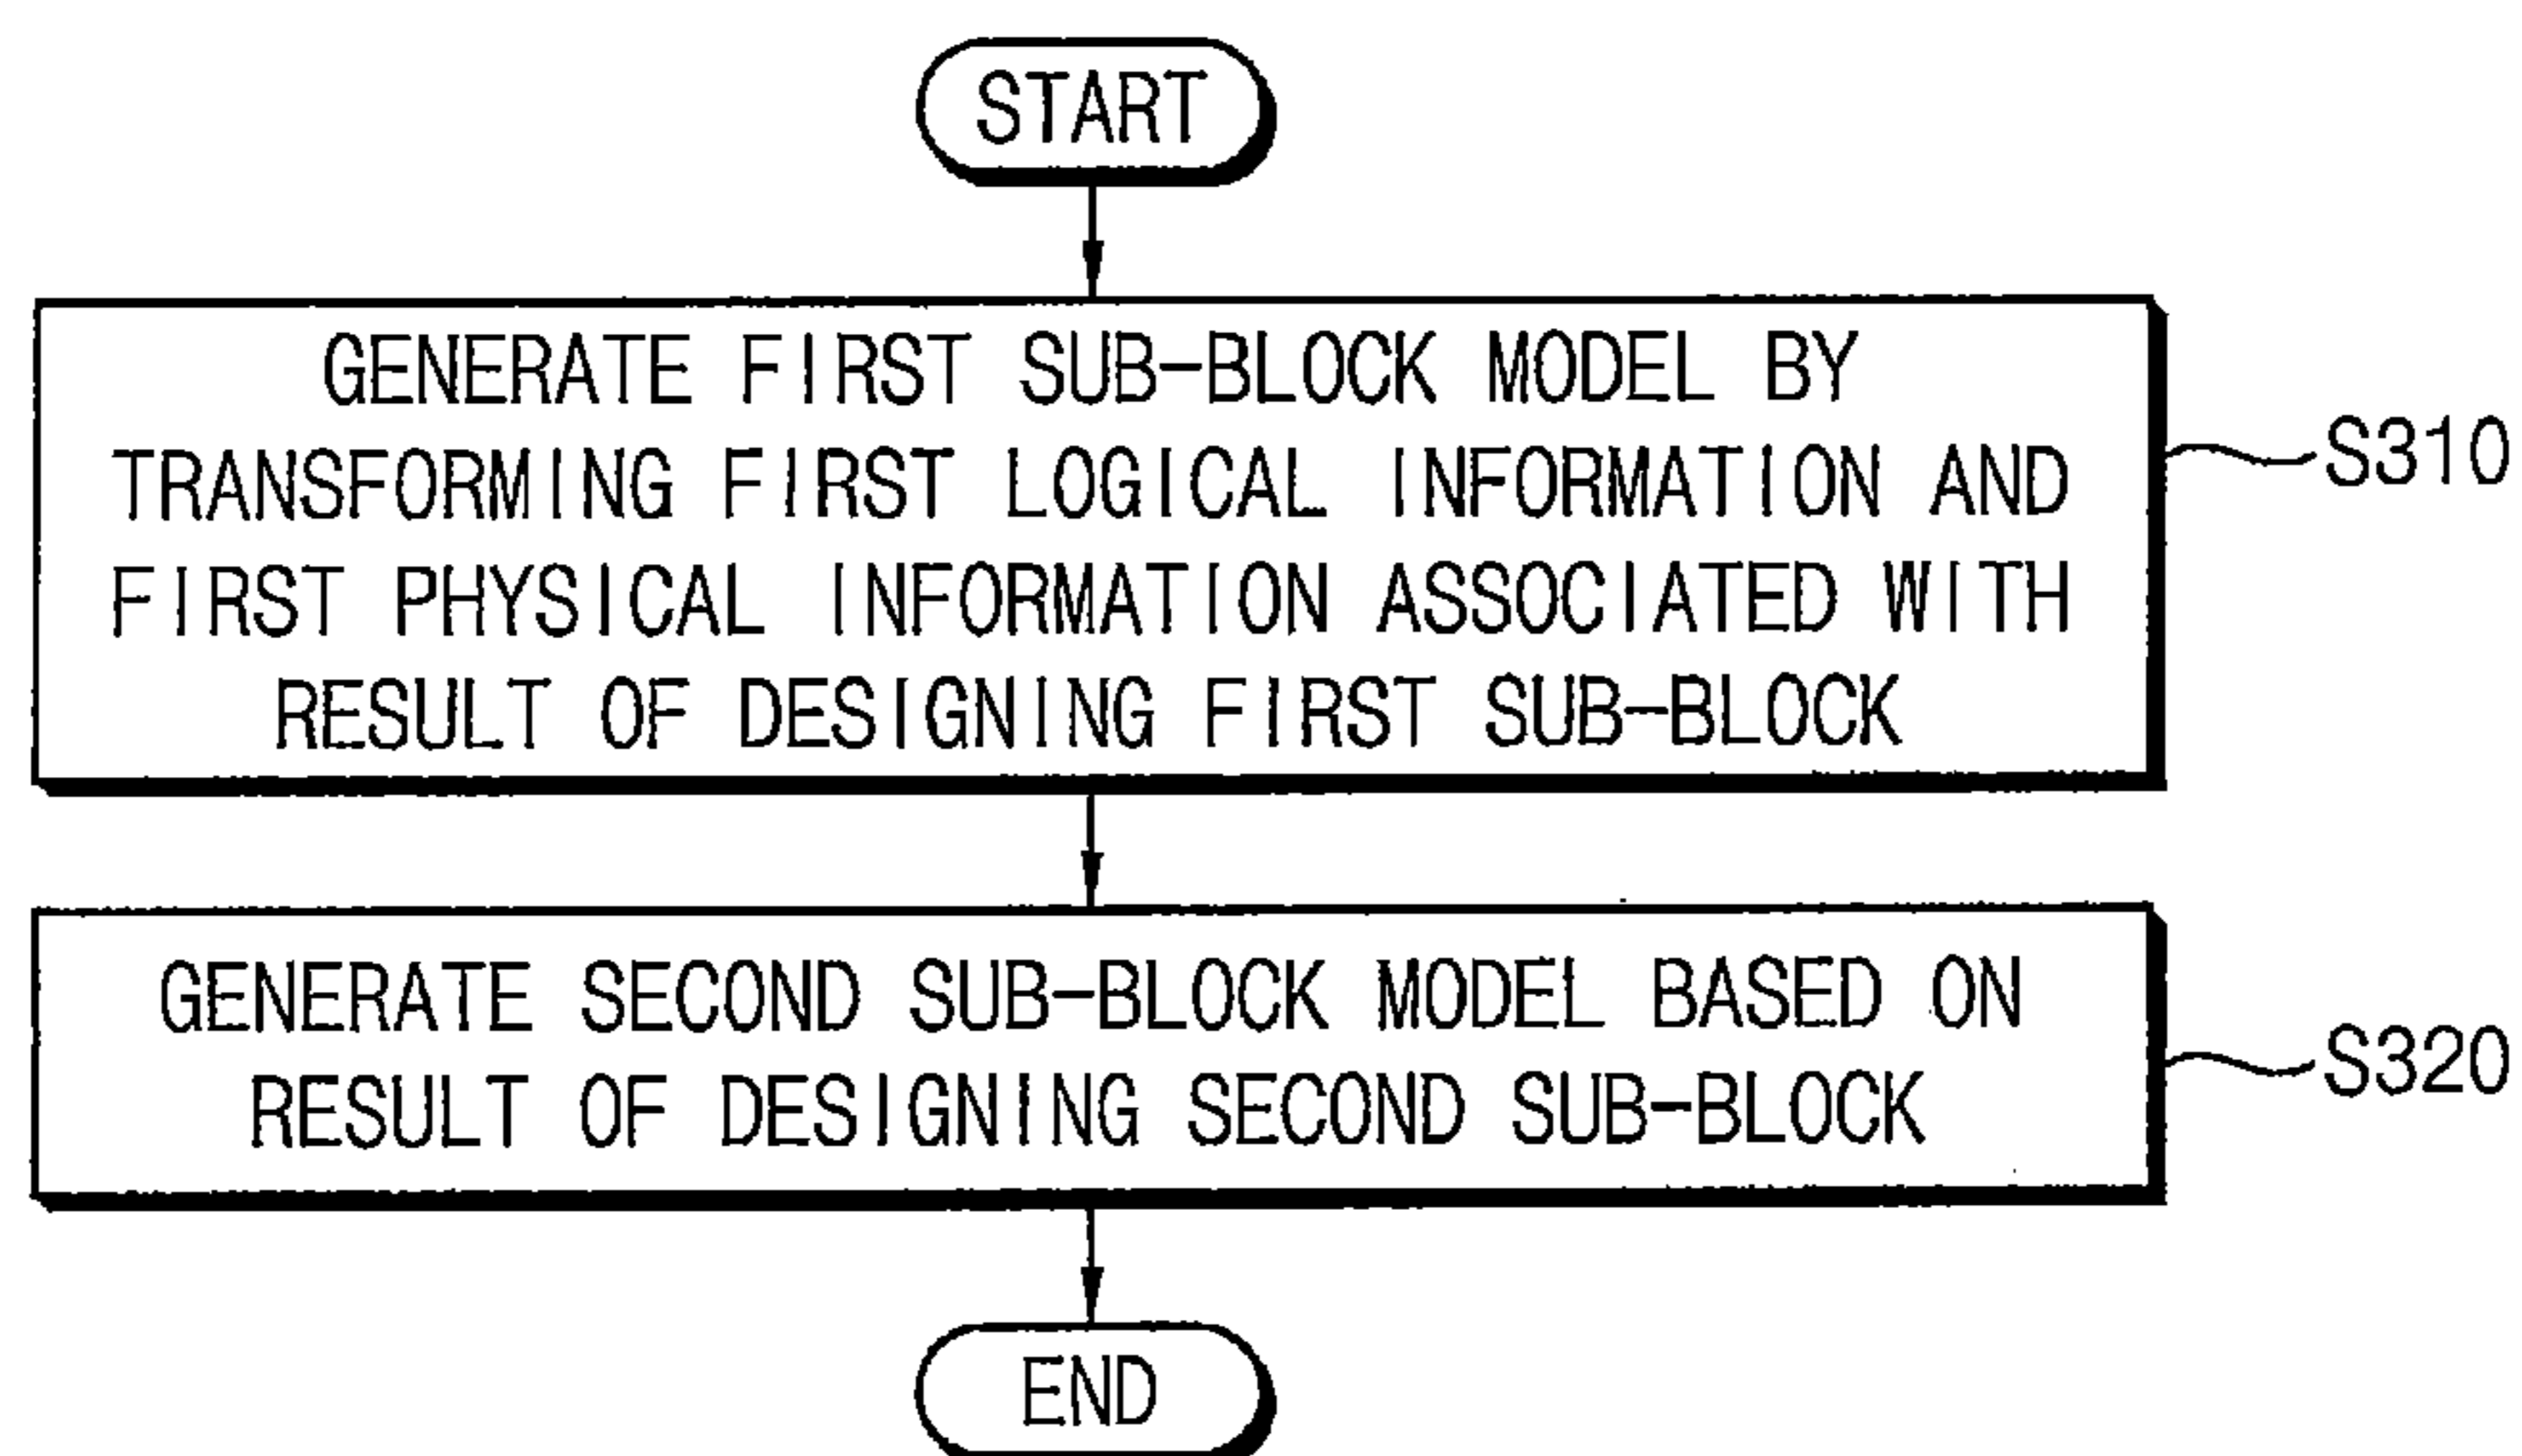 START
GENERATE FIRST SUB-BLOCK MODEL BY
TRANSFORMING FIRST LOGICAL INFORMATION AND
FIRST PHYSICAL INFORMATION ASSOCIATED WITH
RESULT OF DESIGNING FIRST SUB-BLOCK
S310
GENERATE SECOND SUB-BLOCK MODEL BASED ON
RESULT OF DESIGNING SECOND SUB-BLOCK
S320
END